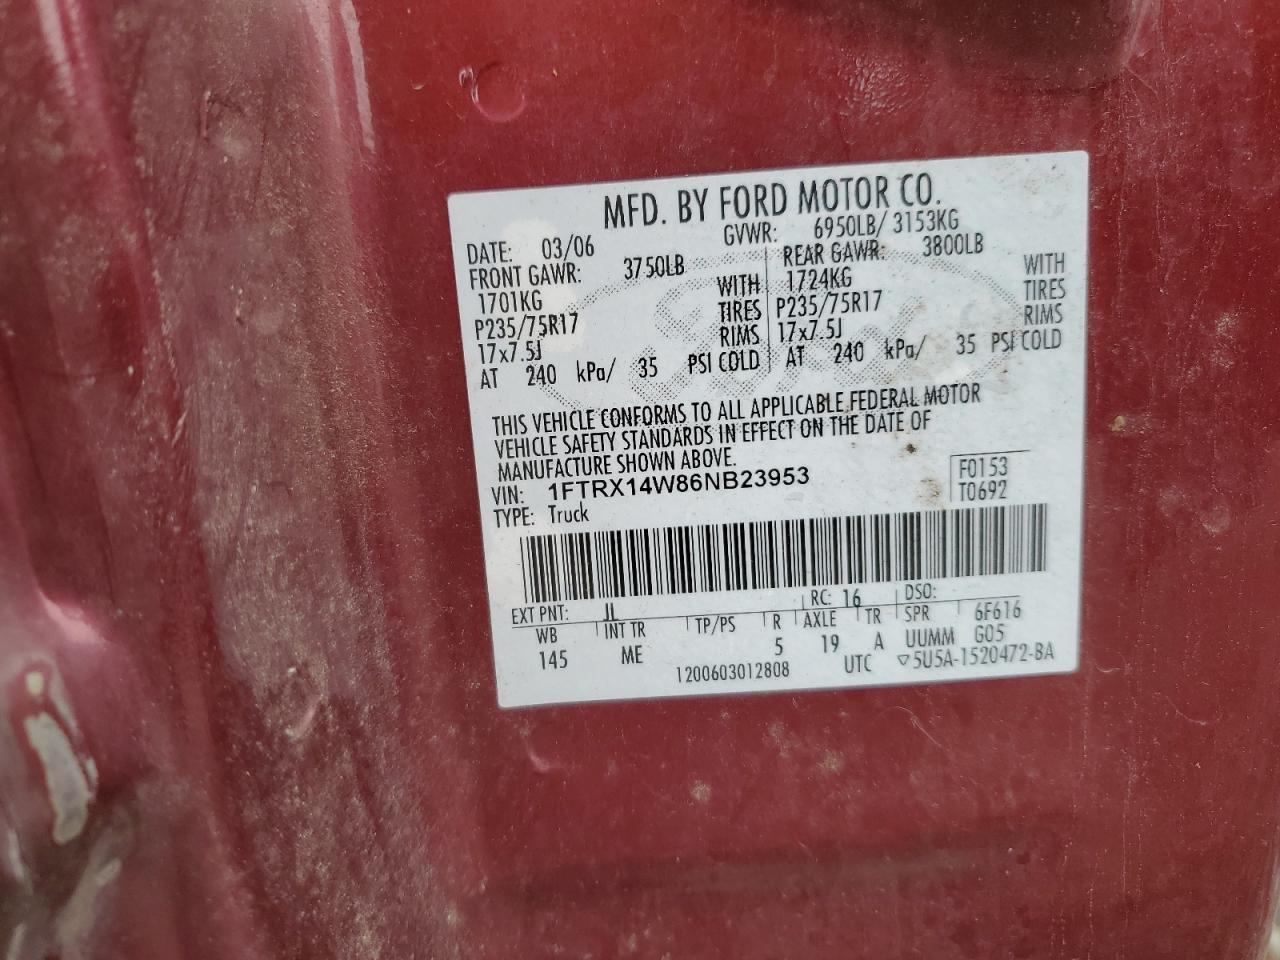 MFD. BY FORD MOTOR CO.
DATE: 03/06 GVWR: 6950LB/ 3153KG
FRONT GAWR: 3750LB REAR GAWR: 3800LB
1701KG WITH 1724KG WITH
P235/75R17 TIRES P235/75R17 TIRES
17x7.5J RIMS 17x7.5J RIMS
AT 240 kPa/ 35 PSI COLD AT 240 kPa/ 35 PSI COLD
THIS VEHICLE CONFORMS TO ALL APPLICABLE FEDERAL MOTOR
VEHICLE SAFETY STANDARDS IN EFFECT ON THE DATE OF
MANUFACTURE SHOWN ABOVE.
VIN: 1FTRX14W86NB23953 F0153
TYPE: Truck T0692
EXT PNT: JL RC: 16 DSO:
WB INT TR TP/PS R AXLE TR SPR 6F616
145 ME 5 19 A UUMM G05
1200603012808 UTC ▽5U5A-1520472-BA